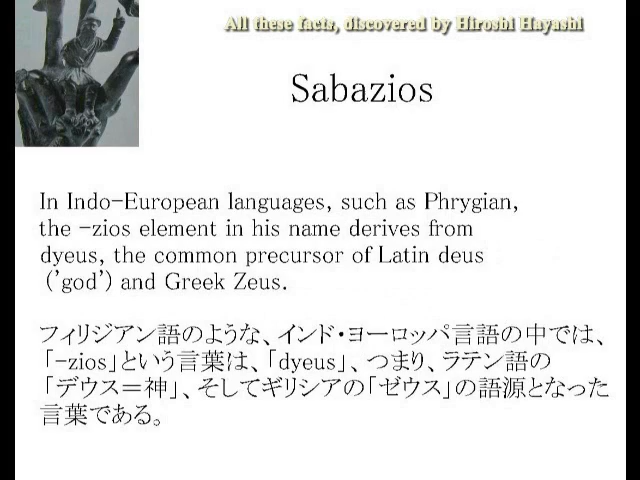 All these facts, discovered by Hiroshi Hayashi
Sabazios
In Indo-European languages, such as Phrygian,
the -zios element in his name derives from
dyeus, the common precursor of Latin deus
('god') and Greek Zeus.
フィリジアン語のような、インド・ヨーロッパ言語の中では、
「-zios」という言葉は、「dyeus」、つまり、ラテン語の
「デウス=神」、そしてギリシアの「ゼウス」の語源となった
言葉である。